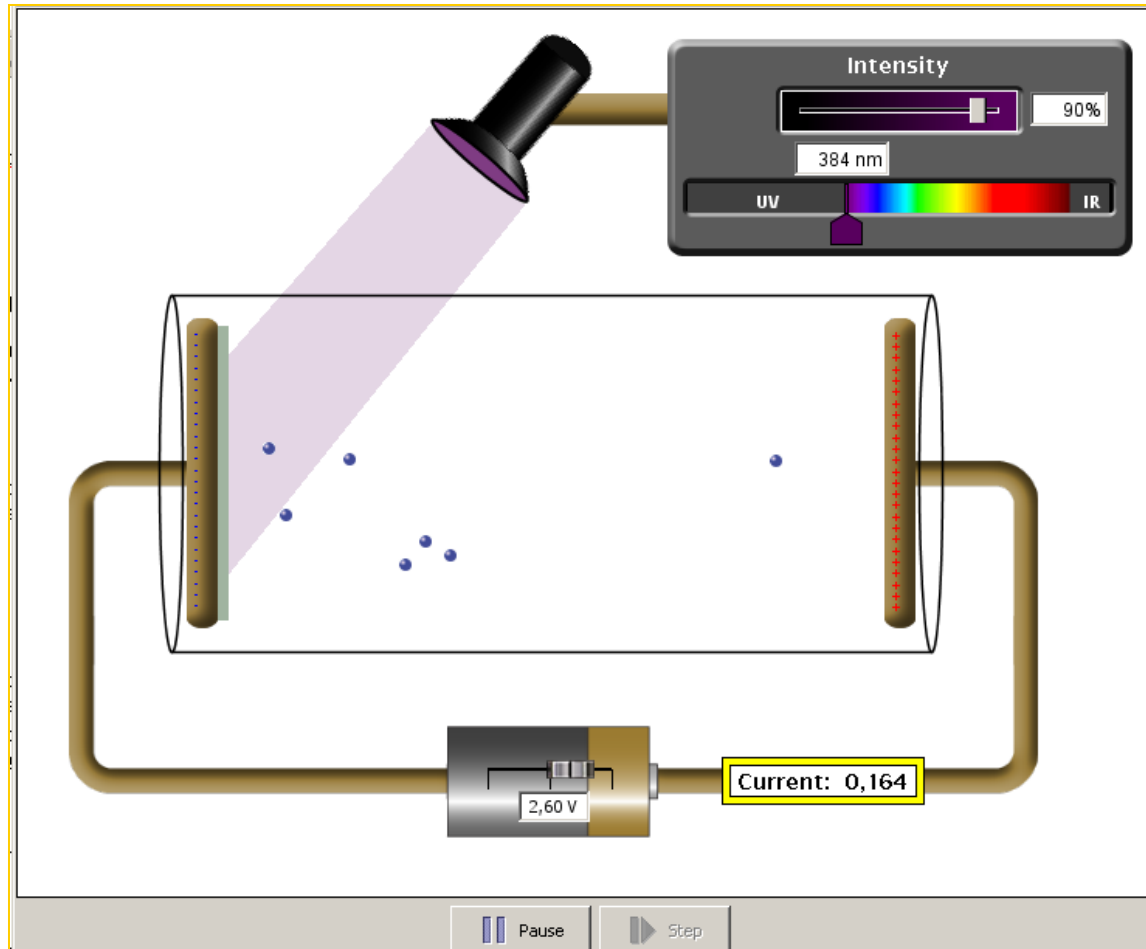 Intensity
90%
384 nm
UV
IR
2,60 V
Current: 0,164
Pause
Step